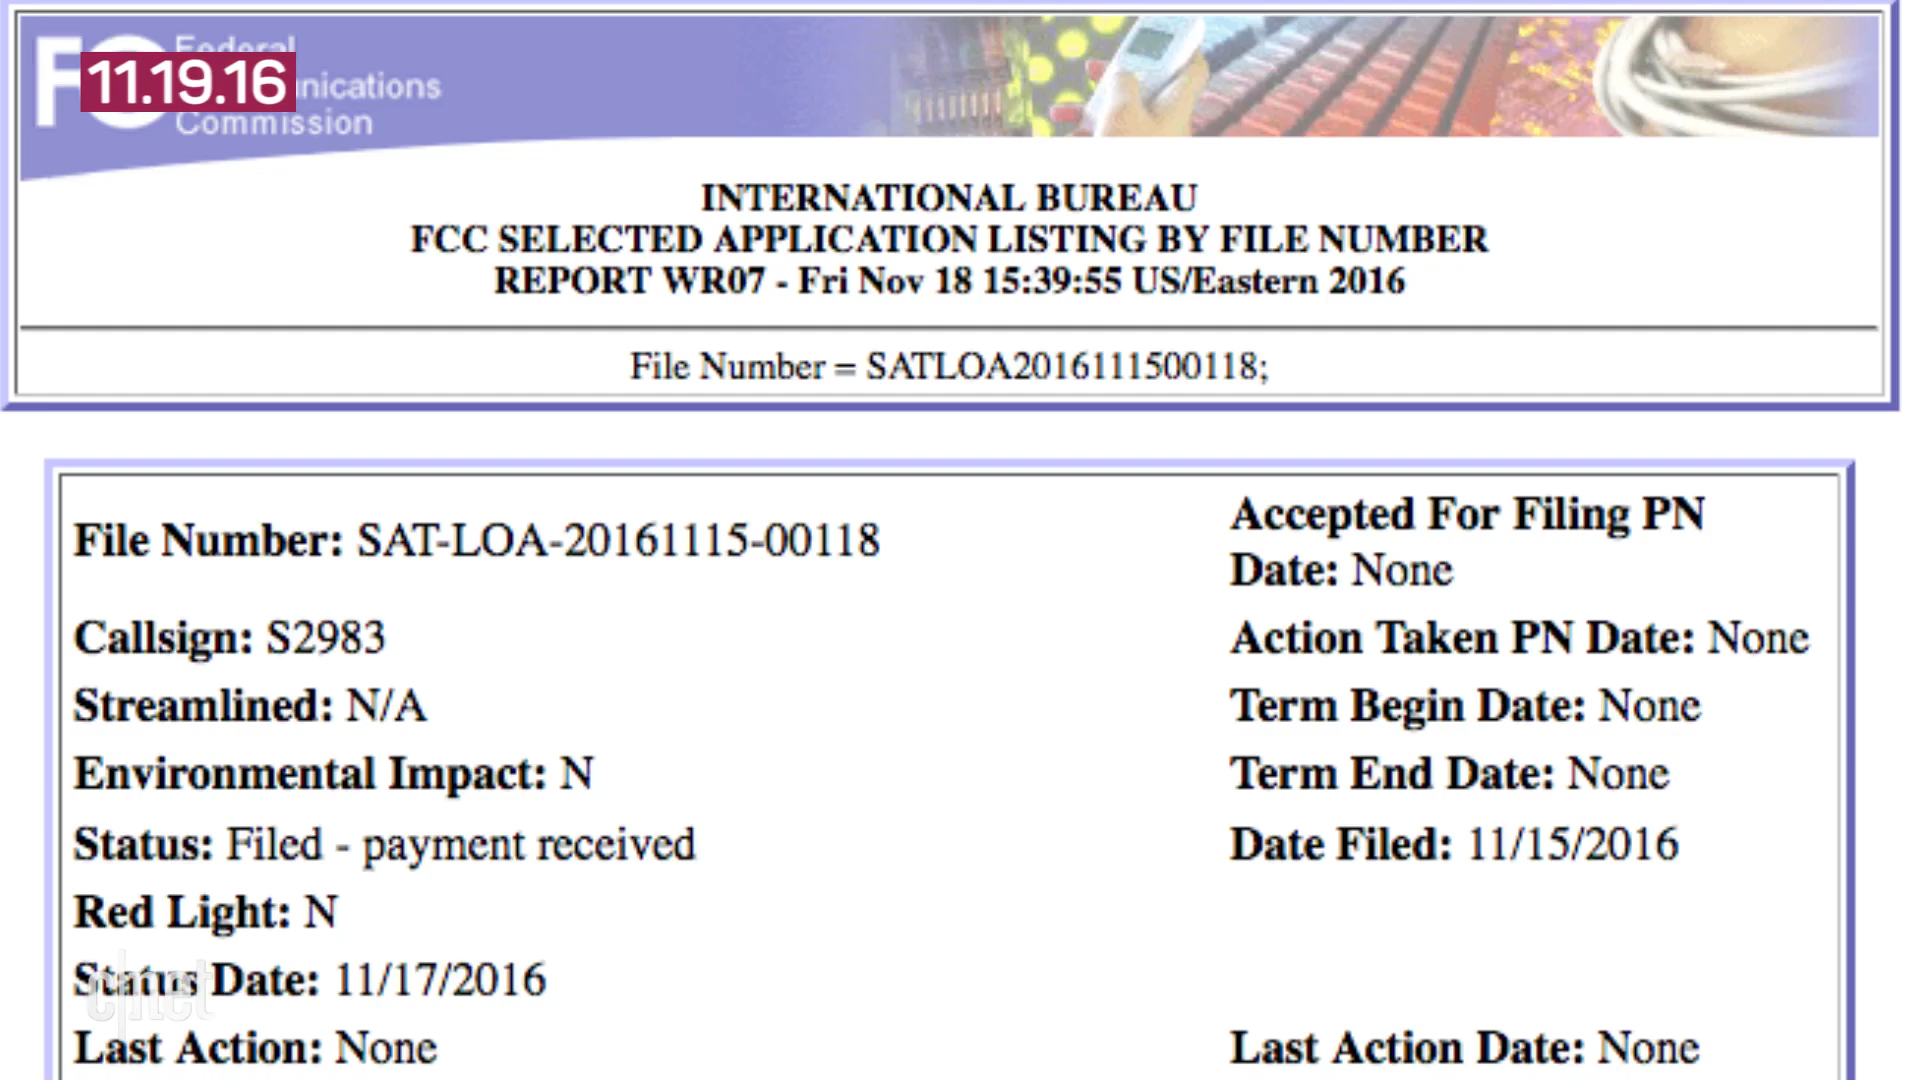 Federal
11.19.16
nications
Commission
INTERNATIONAL BUREAU
FCC SELECTED APPLICATION LISTING BY FILE NUMBER
REPORT WR07 - Fri Nov 18 15:39:55 US/Eastern 2016
File Number = SATLOA2016111500118;
File Number: SAT-LOA-20161115-00118
Accepted For Filing PN
Date: None
Callsign: S2983
Action Taken PN Date: None
Streamlined: N/A
Term Begin Date: None
Environmental Impact: N
Term End Date: None
Status: Filed - payment received
Date Filed: 11/15/2016
Red Light: N
Status Date: 11/17/2016
c|net
Last Action: None
Last Action Date: None